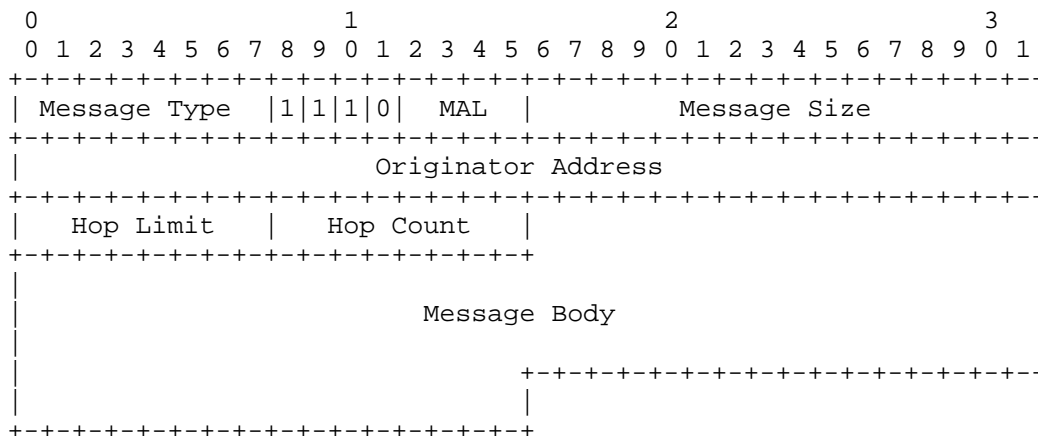 0                   1                   2                   3
0 1 2 3 4 5 6 7 8 9 0 1 2 3 4 5 6 7 8 9 0 1 2 3 4 5 6 7 8 9 0 1
+-+-+-+-+-+-+-+-+-+-+-+-+-+-+-+-+-+-+-+-+-+-+-+-+-+-+-+-+-+-+-+--
| Message Type  |1|1|1|0|  MAL  |         Message Size
+-+-+-+-+-+-+-+-+-+-+-+-+-+-+-+-+-+-+-+-+-+-+-+-+-+-+-+-+-+-+-+--
|                      Originator Address
+-+-+-+-+-+-+-+-+-+-+-+-+-+-+-+-+-+-+-+-+-+-+-+-+-+-+-+-+-+-+-+--
|   Hop Limit   |   Hop Count   |
+-+-+-+-+-+-+-+-+-+-+-+-+-+-+-+-+
|
|                         Message Body
|
|                               +-+-+-+-+-+-+-+-+-+-+-+-+-+-+-+--
|                               |
+-+-+-+-+-+-+-+-+-+-+-+-+-+-+-+-+